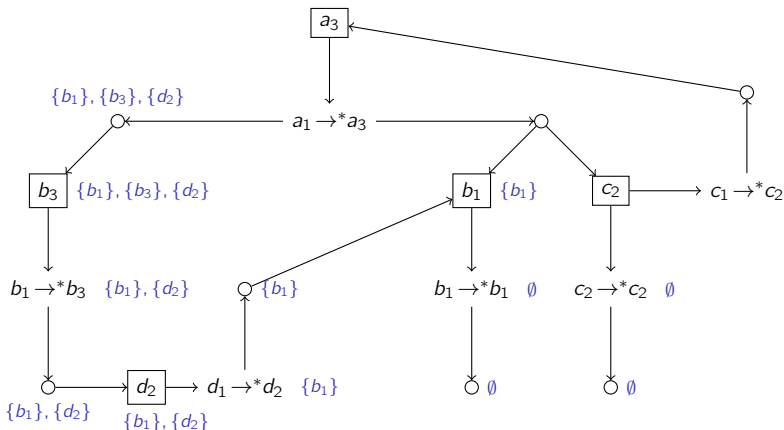 a₃
{b₁}, {b₃}, {d₂}
a₁ →* a₃
b₃ {b₁}, {b₃}, {d₂}
b₁ {b₁}
c₂
c₁ →* c₂
b₁ →* b₃ {b₁}, {d₂}
{b₁}
b₁ →* b₁ ∅
c₂ →* c₂ ∅
d₂
d₁ →* d₂ {b₁}
∅
∅
{b₁}, {d₂}
{b₁}, {d₂}